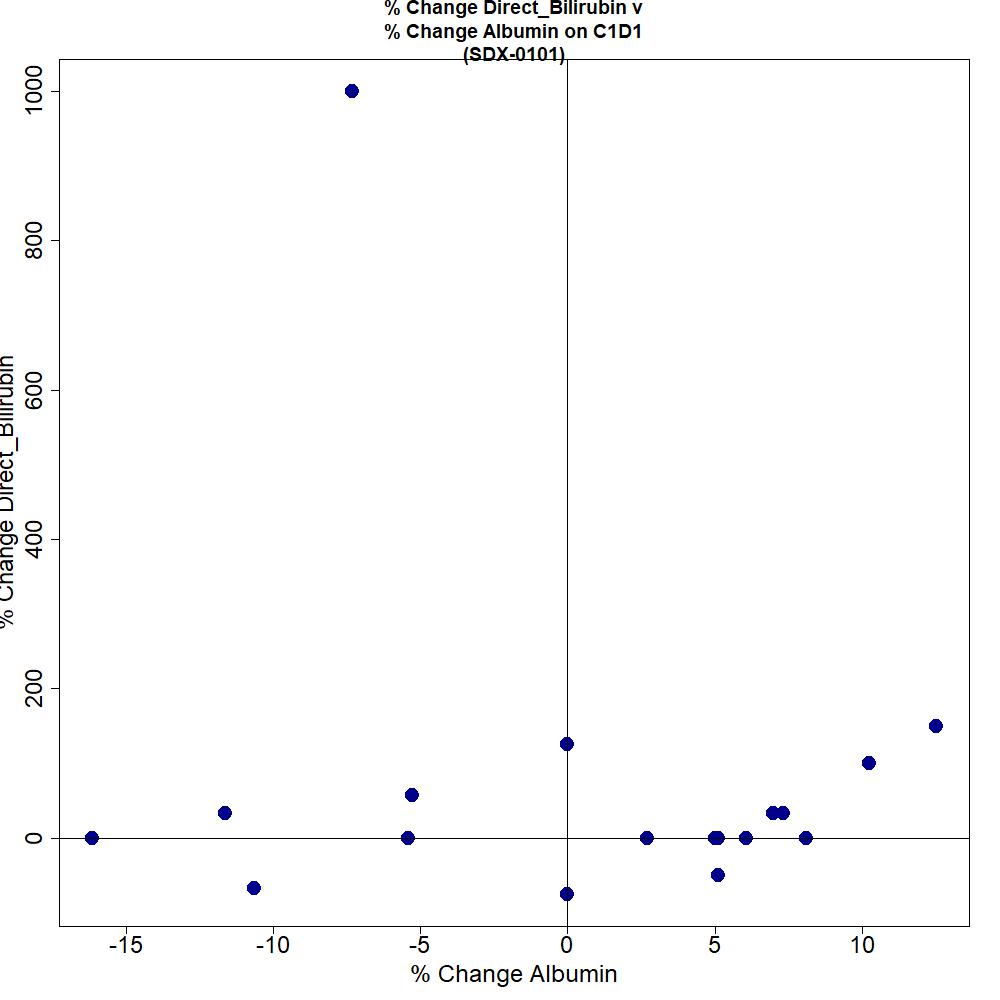 % Change Direct_Bilirubin v
% Change Albumin on C1D1
(SDX-0101)
% Change Direct_Bilirubin
1000
800
600
400
200
0
-15 -10 -5 0 5 10
% Change Albumin